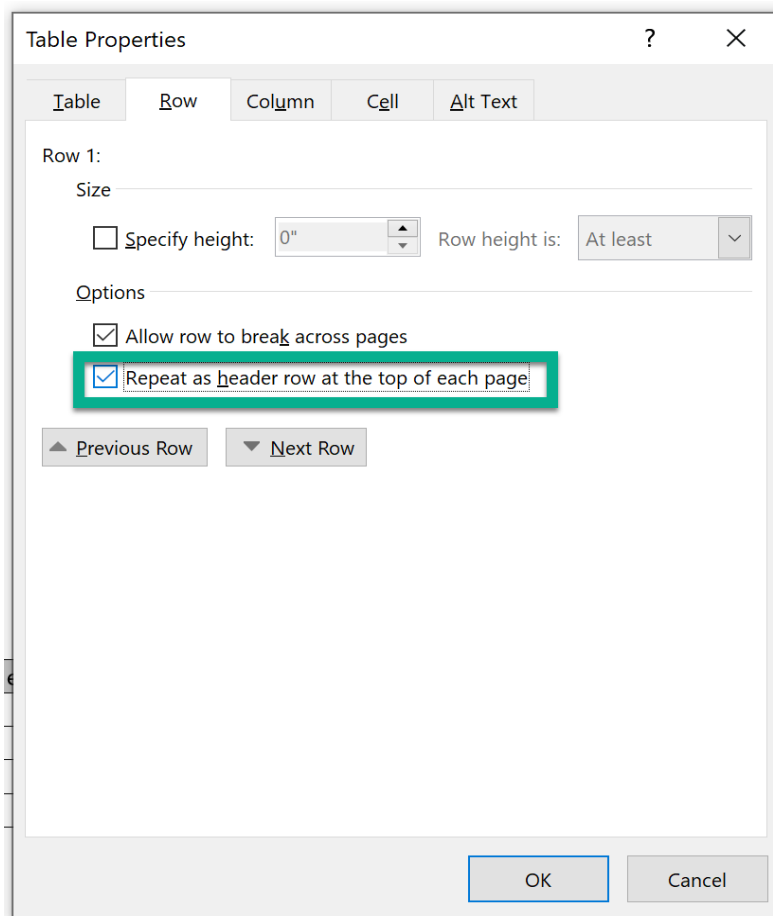 Table Properties ?
Table Row Column Cell Alt Text
Row 1:
Size
Specify height: 0" Row height is: At least
Options
Allow row to break across pages
Repeat as header row at the top of each page
Previous Row Next Row
OK Cancel